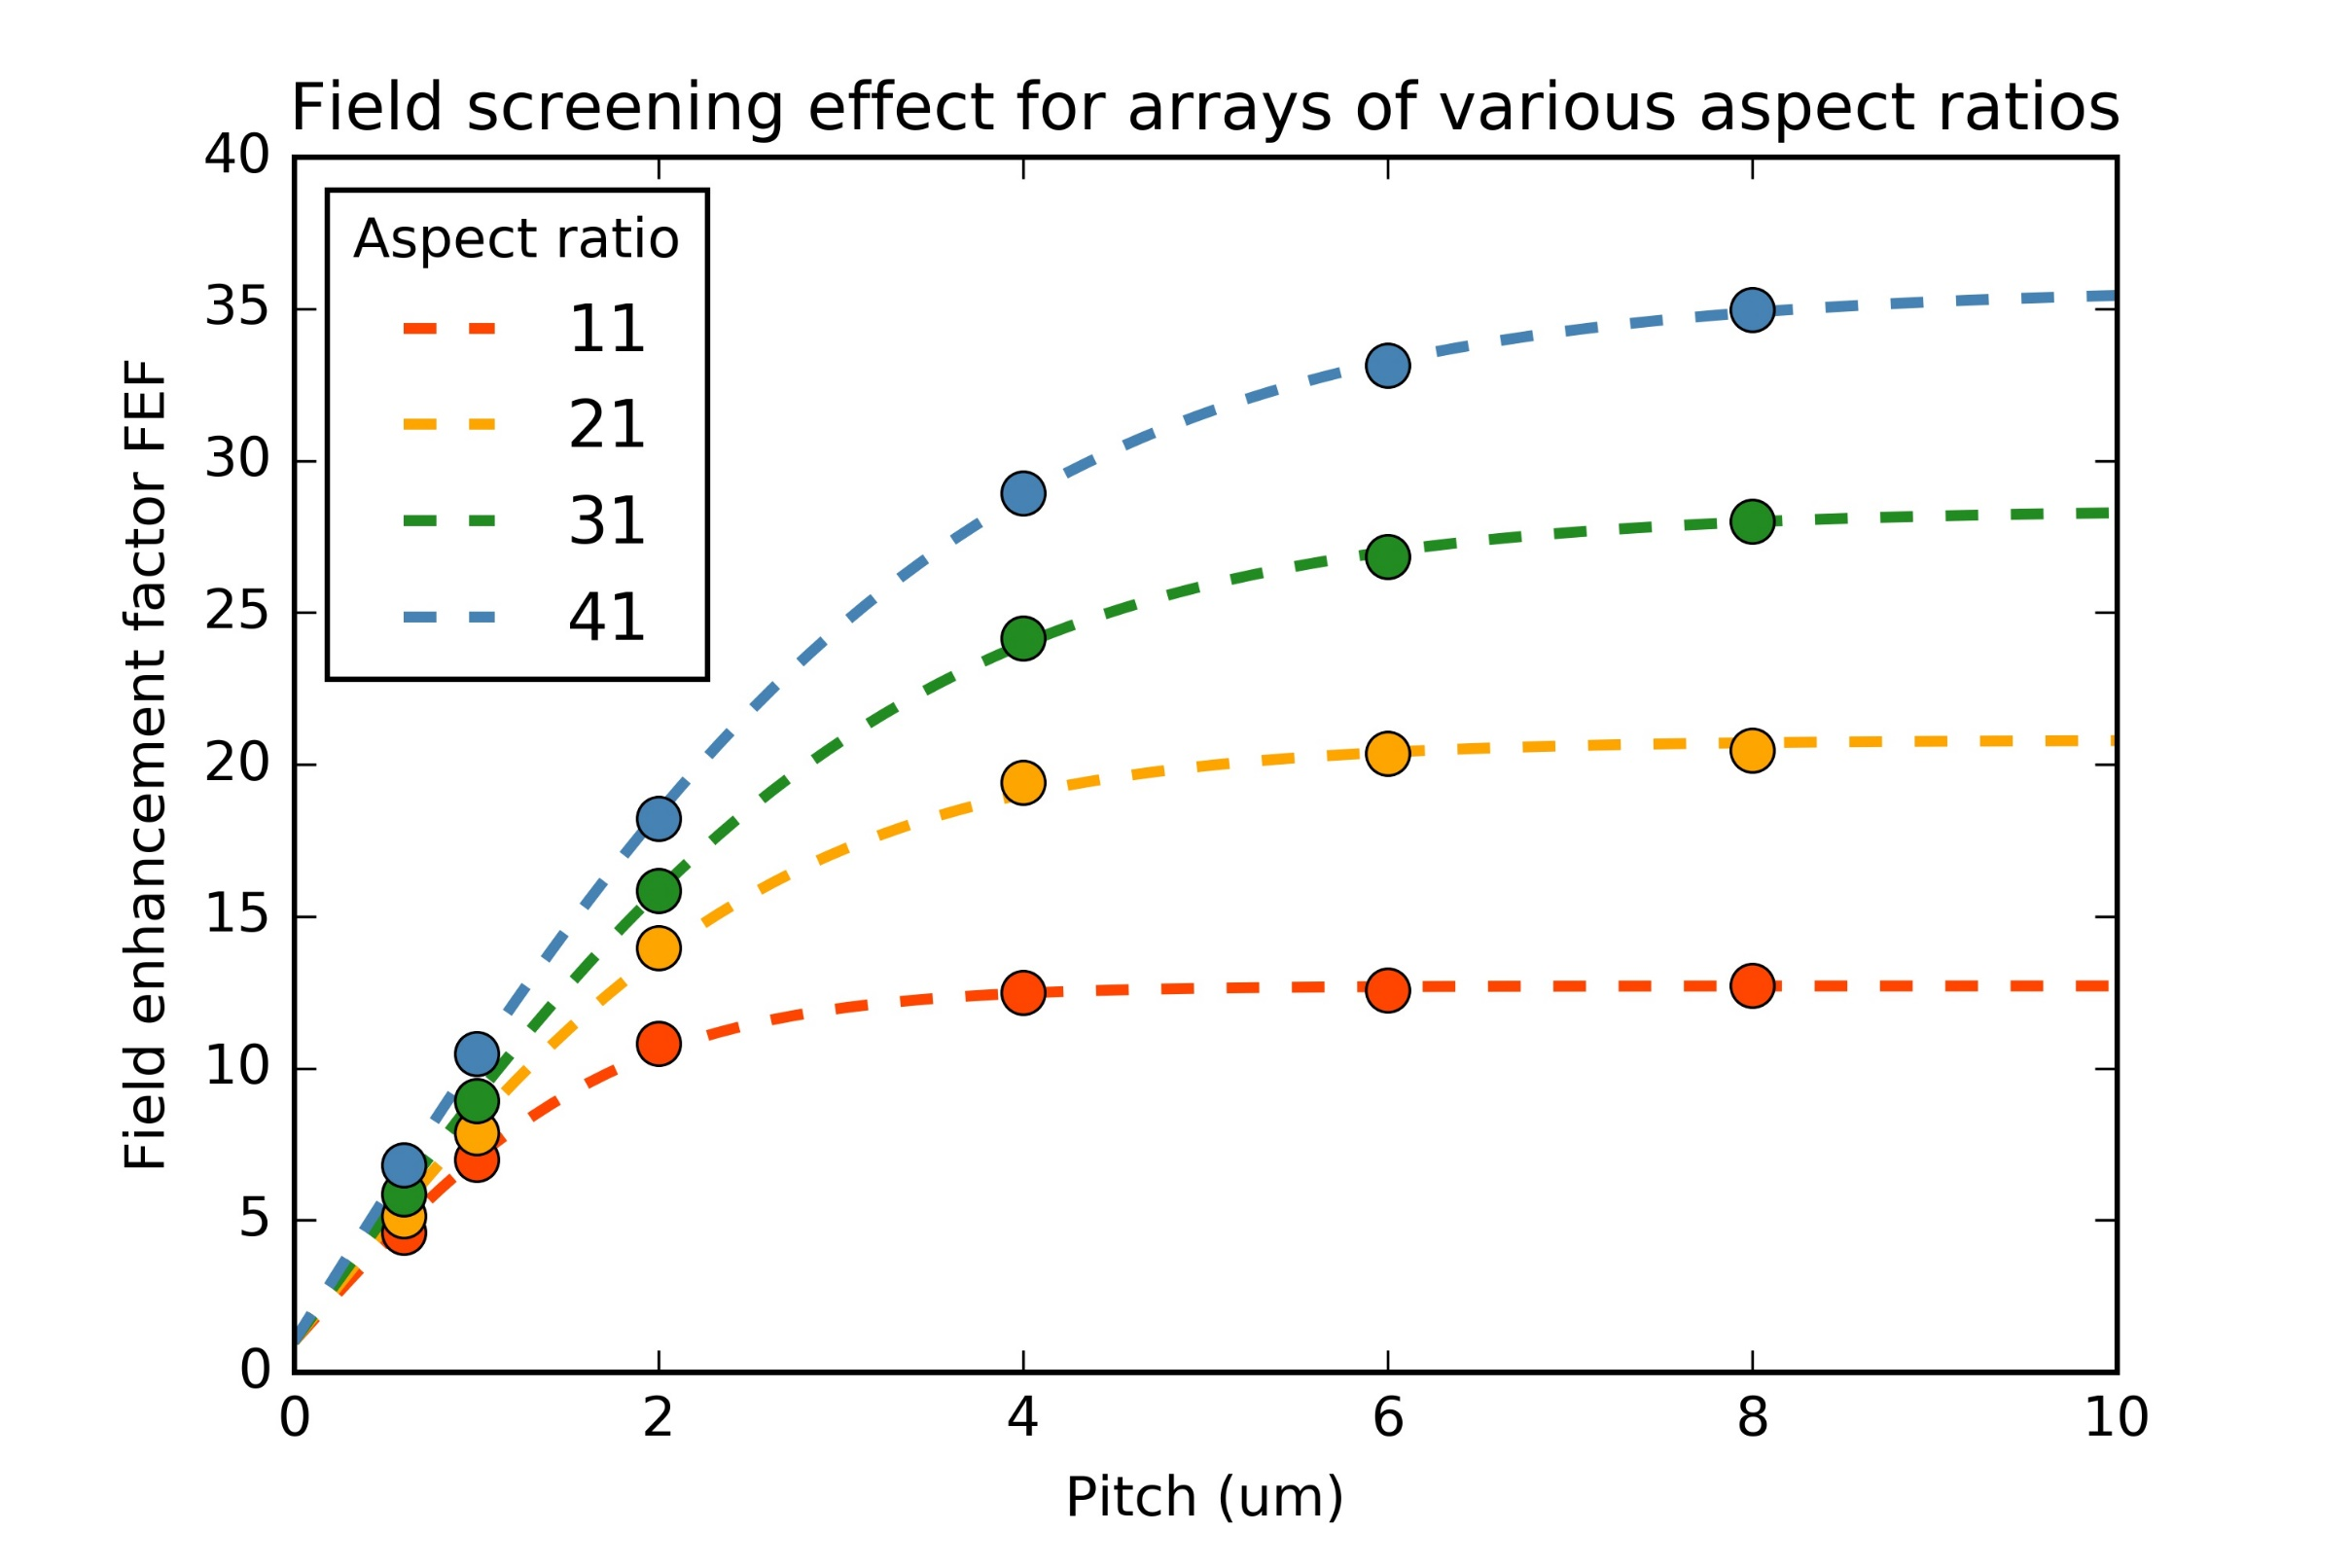 Field screening effect for arrays of various aspect ratios
40
35
30
25
20
15
10
5
0
Field enhancement factor FEF
Aspect ratio
11
21
31
41
0 2 4 6 8 10
Pitch (um)